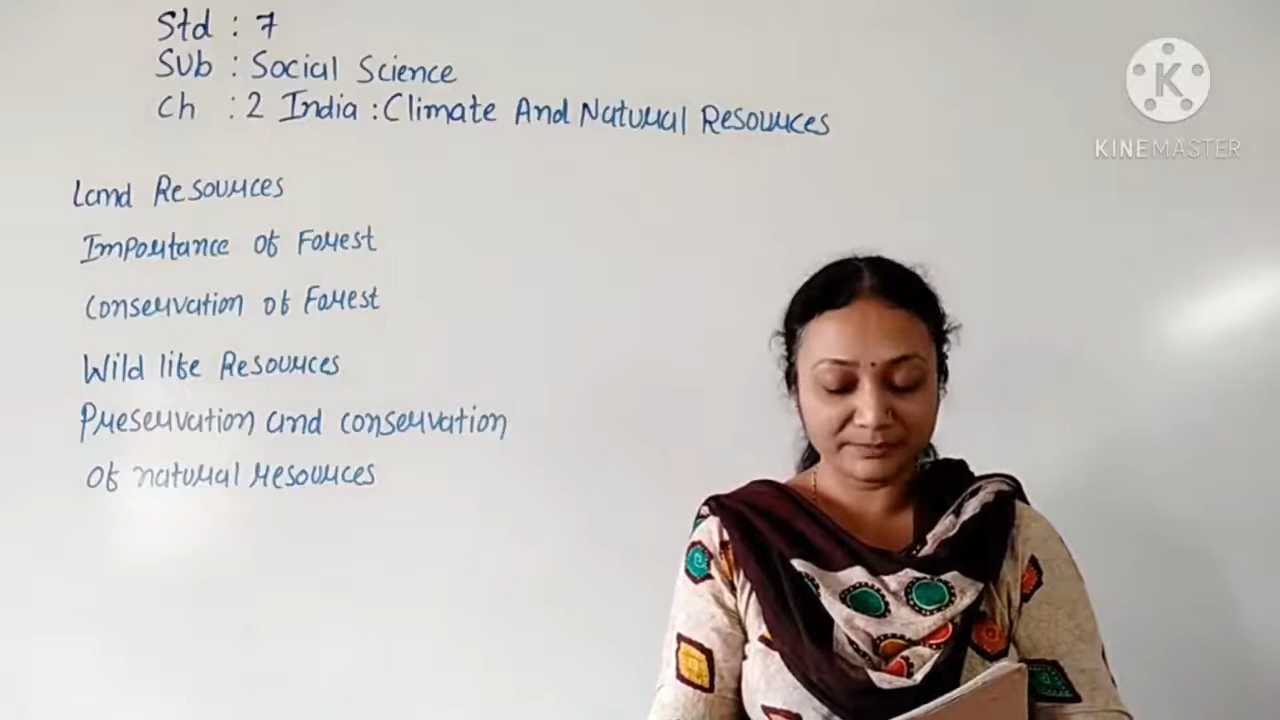 Std : 7
Sub : Social Science
Ch : 2 India : Climate And Natural Resources
K
KINEMASTER
Land Resources
Importance of Forest
Conservation of Forest
Wild life Resources
Preservation and conservation
of natural resources